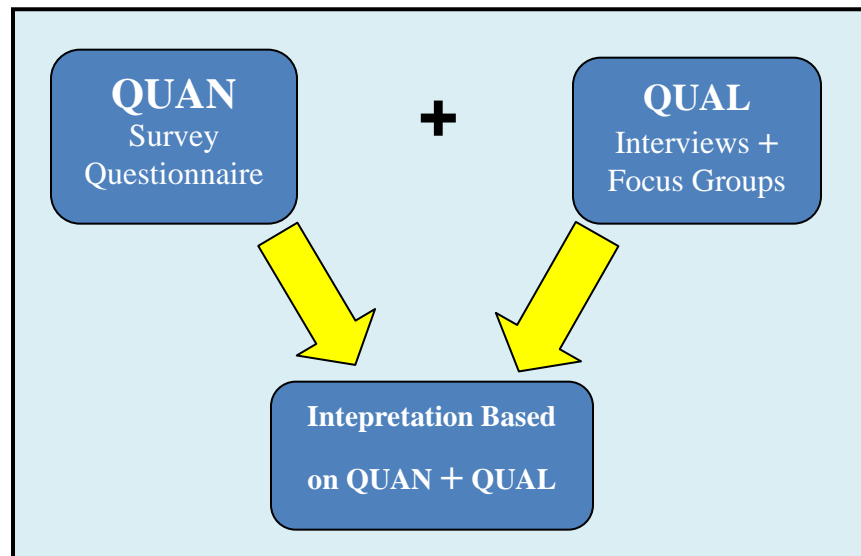 QUAN
Survey
Questionnaire
+
QUAL
Interviews +
Focus Groups
Intepretation Based
on QUAN + QUAL